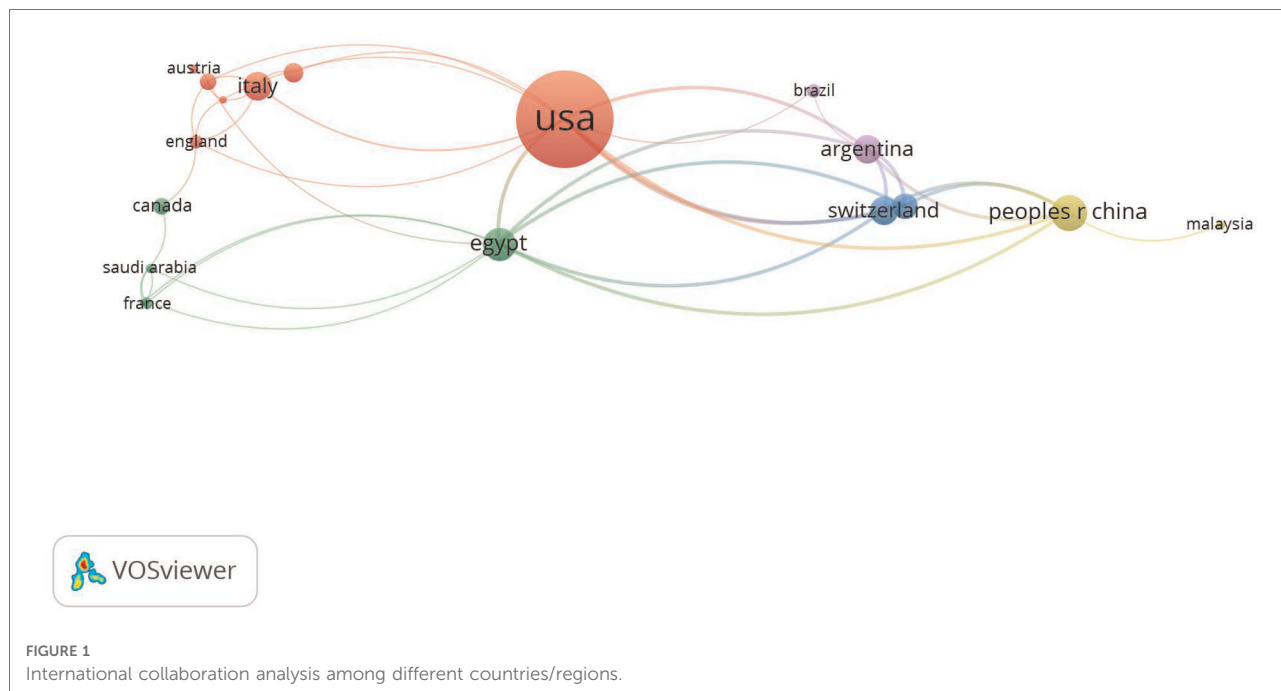 austria
italy
usa
brazil
england
argentina
canada
switzerland
peoples r china
malaysia
egypt
saudi arabia
france
VOSviewer
FIGURE 1
International collaboration analysis among different countries/regions.